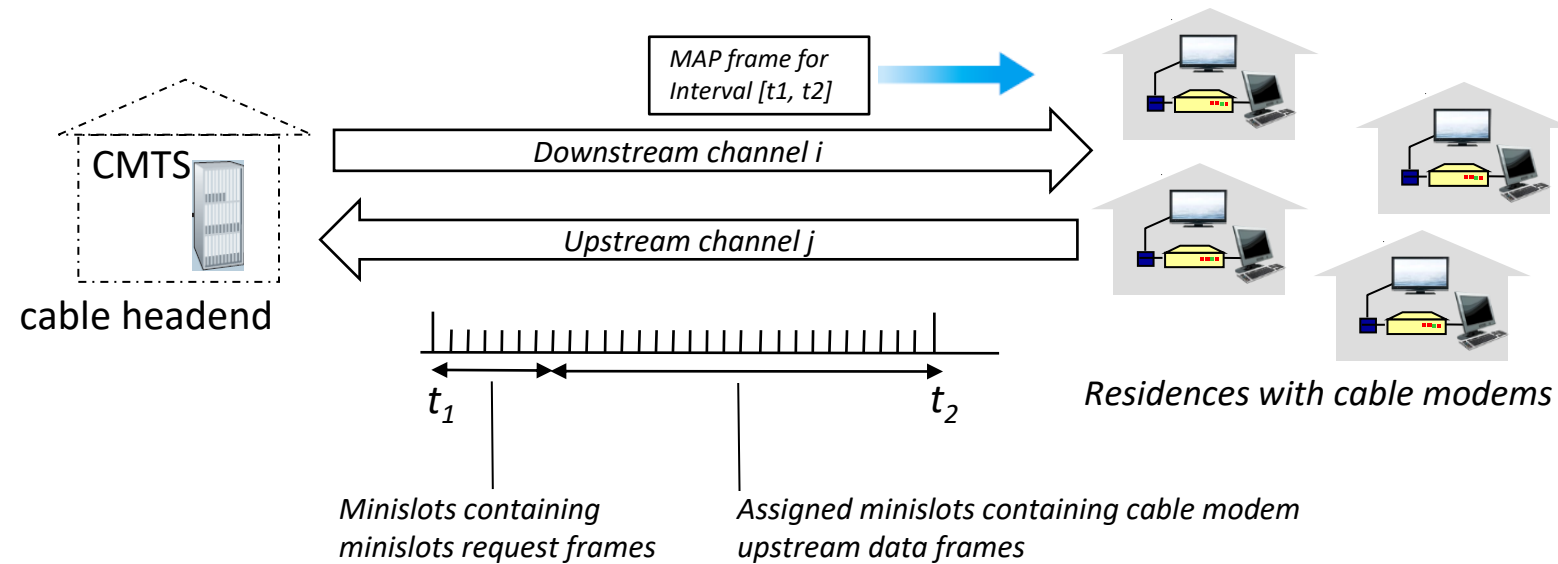 MAP frame for
Interval [t1, t2]
CMTS
Downstream channel i
Upstream channel j
cable headend
t1
t2
Residences with cable modems
Minislots containing
minislots request frames
Assigned minislots containing cable modem
upstream data frames